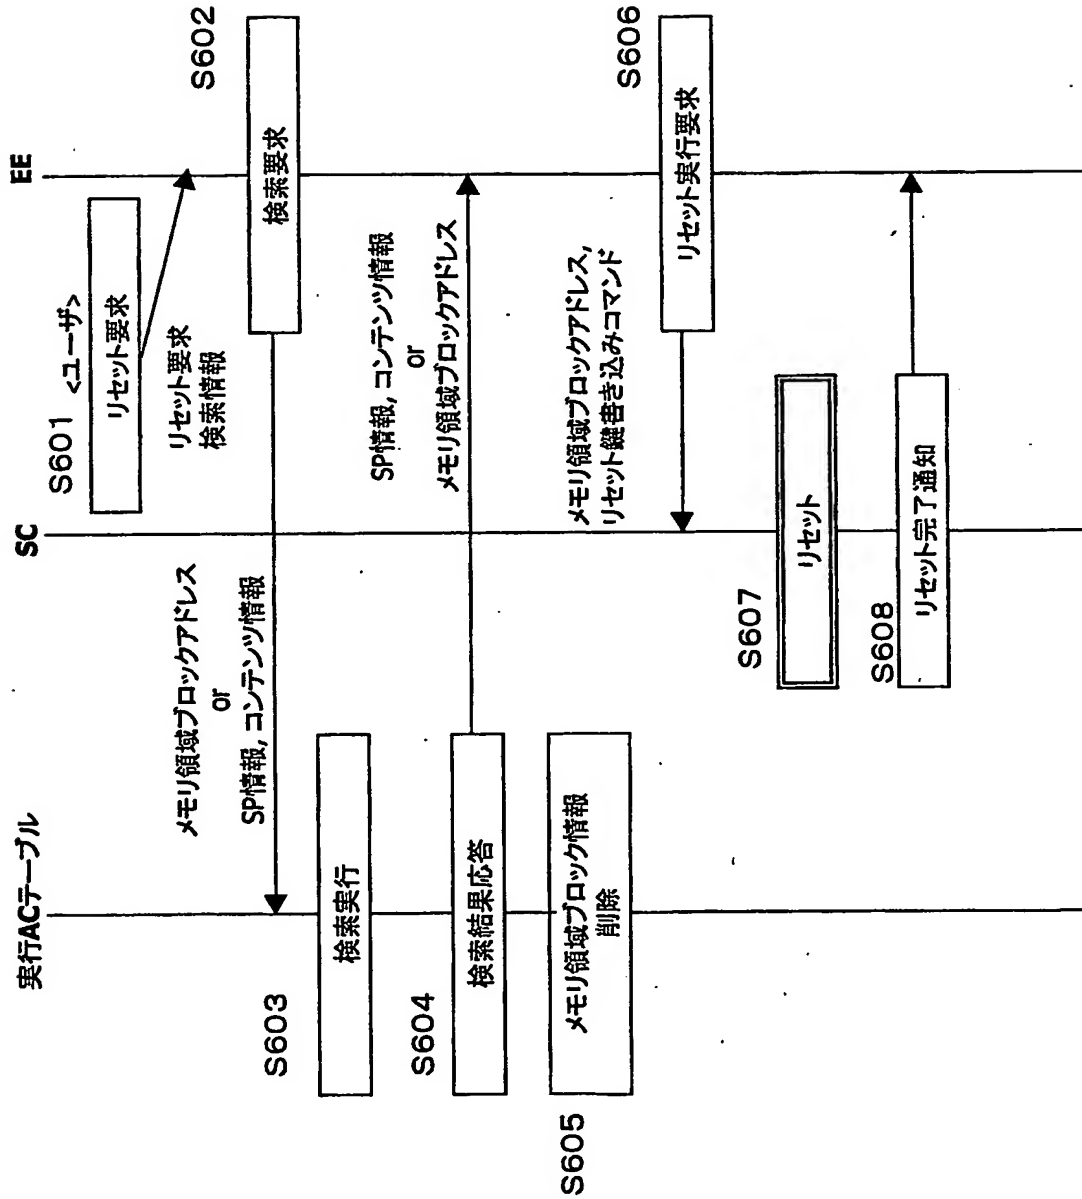 実行ACテーブル
SC
EE
S601
<ユーザ>
リセット要求
リセット要求
検索情報
S602
検索要求
メモリ領域ブロックアドレス
or
SP情報, コンテンツ情報
S603
検索実行
S604
検索結果応答
SP情報, コンテンツ情報
or
メモリ領域ブロックアドレス
S605
メモリ領域ブロック情報
削除
S606
リセット実行要求
メモリ領域ブロックアドレス,
リセット鍵書き込みコマンド
S607
リセット
S608
リセット完了通知